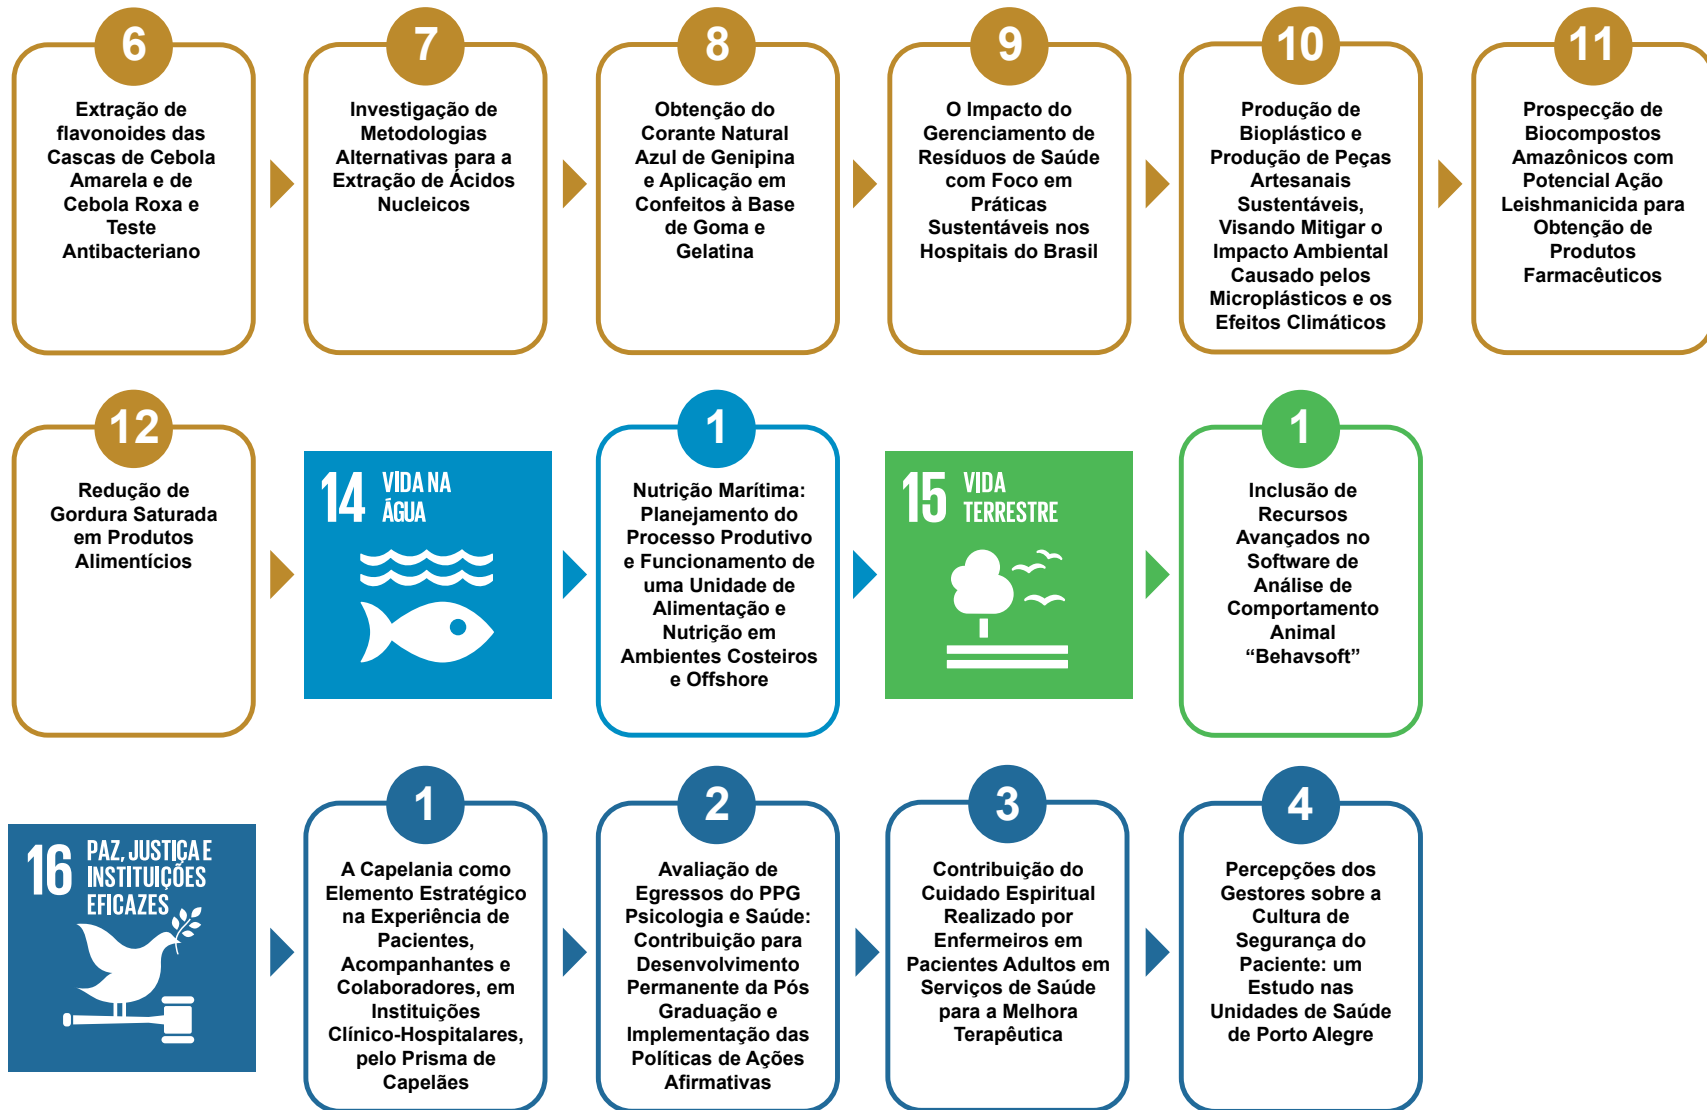 6
Extração de
flavonoides das
Cascas de Cebola
Amarela e de
Cebola Roxa e
Teste
Antibacteriano
7
Investigação de
Metodologias
Alternativas para a
Extração de Ácidos
Nucleicos
8
Obtenção do
Corante Natural
Azul de Genipina
e Aplicação em
Confeitos à Base
de Goma e
Gelatina
9
O Impacto do
Gerenciamento de
Resíduos de Saúde
com Foco em
Práticas
Sustentáveis nos
Hospitais do Brasil
10
Produção de
Bioplástico e
Produção de Peças
Artesanais
Sustentáveis,
Visando Mitigar o
Impacto Ambiental
Causado pelos
Microplásticos e os
Efeitos Climáticos
11
Prospecção de
Biocompostos
Amazônicos com
Potencial Ação
Leishmanicida para
Obtenção de
Produtos
Farmacêuticos
12
Redução de
Gordura Saturada
em Produtos
Alimentícios
14 VIDA NA
ÁGUA
1
Nutrição Marítima:
Planejamento do
Processo Produtivo
e Funcionamento de
uma Unidade de
Alimentação e
Nutrição em
Ambientes Costeiros
e Offshore
15 VIDA
TERRESTRE
1
Inclusão de
Recursos
Avançados no
Software de
Análise de
Comportamento
Animal
“Behavsoft”
16 PAZ, JUSTIÇA E
INSTITUIÇÕES
EFICAZES
1
A Capelania como
Elemento Estratégico
na Experiência de
Pacientes,
Acompanhantes e
Colaboradores, em
Instituições
Clínico-Hospitalares,
pelo Prisma de
Capelães
2
Avaliação de
Egressos do PPG
Psicologia e Saúde:
Contribuição para
Desenvolvimento
Permanente da Pós
Graduação e
Implementação das
Políticas de Ações
Afirmativas
3
Contribuição do
Cuidado Espiritual
Realizado por
Enfermeiros em
Pacientes Adultos em
Serviços de Saúde
para a Melhora
Terapêutica
4
Percepções dos
Gestores sobre a
Cultura de
Segurança do
Paciente: um
Estudo nas
Unidades de Saúde
de Porto Alegre